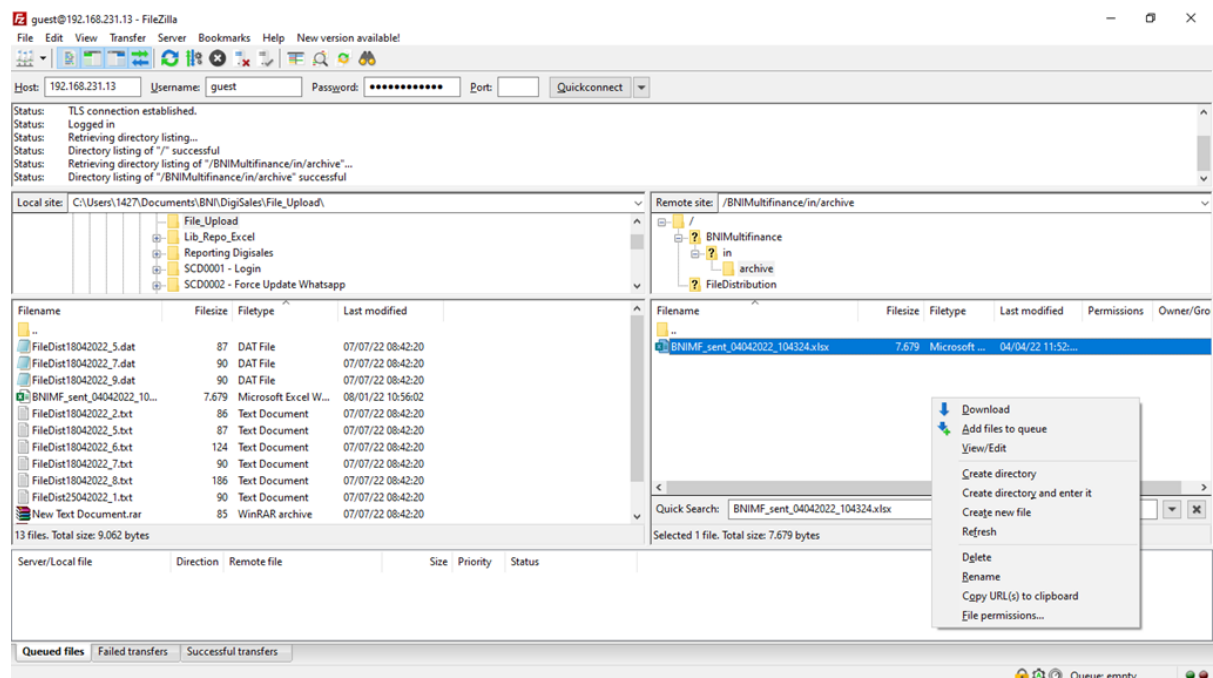 guest@192.168.231.13 - FileZilla
File Edit View Transfer Server Bookmarks Help New version available!
Host: 192.168.231.13 Username: guest Password: ●●●●●●●●●●●● Port: Quickconnect
Status: TLS connection established.
Status: Logged in
Status: Retrieving directory listing...
Status: Directory listing of "/" successful
Status: Retrieving directory listing of "/BNIMultifinance/in/archive"...
Status: Directory listing of "/BNIMultifinance/in/archive" successful
Local site: C:\Users\1427\Documents\BNI\DigiSales\File_Upload\
File_Upload
Lib_Repo_Excel
Reporting Digisales
SCD0001 - Login
SCD0002 - Force Update Whatsapp
Remote site: /BNIMultifinance/in/archive
/
BNIMultifinance
in
archive
FileDistribution
Filename Filesize Filetype Last modified
..
FileDist18042022_5.dat 87 DAT File 07/07/22 08:42:20
FileDist18042022_7.dat 90 DAT File 07/07/22 08:42:20
FileDist18042022_9.dat 90 DAT File 07/07/22 08:42:20
BNIMF_sent_04042022_10... 7.679 Microsoft Excel W... 08/01/22 10:56:02
FileDist18042022_2.txt 86 Text Document 07/07/22 08:42:20
FileDist18042022_5.txt 87 Text Document 07/07/22 08:42:20
FileDist18042022_6.txt 124 Text Document 07/07/22 08:42:20
FileDist18042022_7.txt 90 Text Document 07/07/22 08:42:20
FileDist18042022_8.txt 186 Text Document 07/07/22 08:42:20
FileDist25042022_1.txt 90 Text Document 07/07/22 08:42:20
New Text Document.rar 85 WinRAR archive 07/07/22 08:42:20
13 files. Total size: 9.062 bytes
Filename Filesize Filetype Last modified Permissions Owner/Gro
..
BNIMF_sent_04042022_104324.xlsx 7.679 Microsoft ... 04/04/22 11:52:...
Download
Add files to queue
View/Edit
Create directory
Create directory and enter it
Create new file
Refresh
Delete
Rename
Copy URL(s) to clipboard
File permissions...
Quick Search: BNIMF_sent_04042022_104324.xlsx
Selected 1 file. Total size: 7.679 bytes
Server/Local file Direction Remote file Size Priority Status
Queued files Failed transfers Successful transfers
Queue: empty